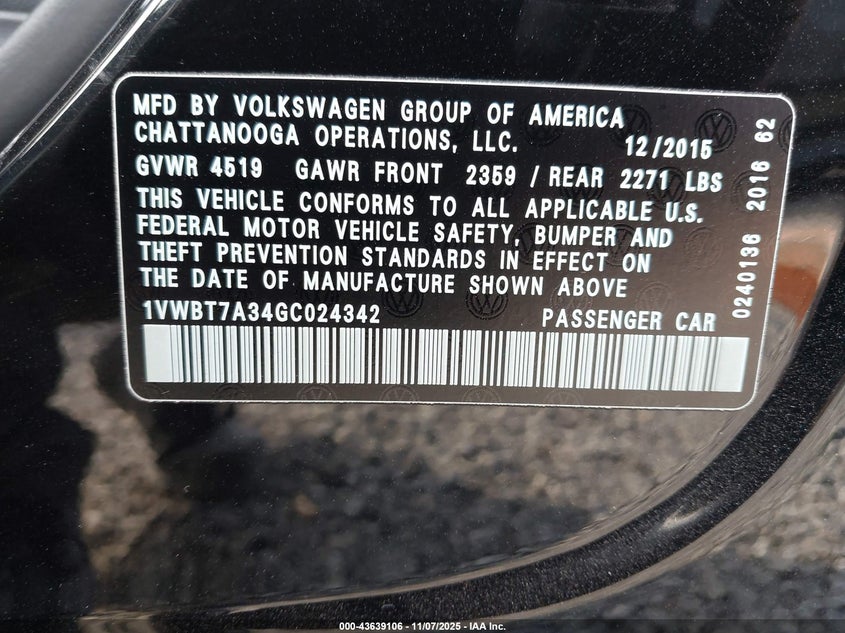 MFD BY VOLKSWAGEN GROUP OF AMERICA
CHATTANOOGA OPERATIONS, LLC. 12/2015
GVWR 4519 GAWR FRONT 2359 / REAR 2271 LBS
THIS VEHICLE CONFORMS TO ALL APPLICABLE U.S.
FEDERAL MOTOR VEHICLE SAFETY, BUMPER AND
THEFT PREVENTION STANDARDS IN EFFECT ON
THE DATE OF MANUFACTURE SHOWN ABOVE
1VWBT7A34GC024342 PASSENGER CAR
0240136 2016 62
000-43639106 - 11/07/2025 - IAA Inc.